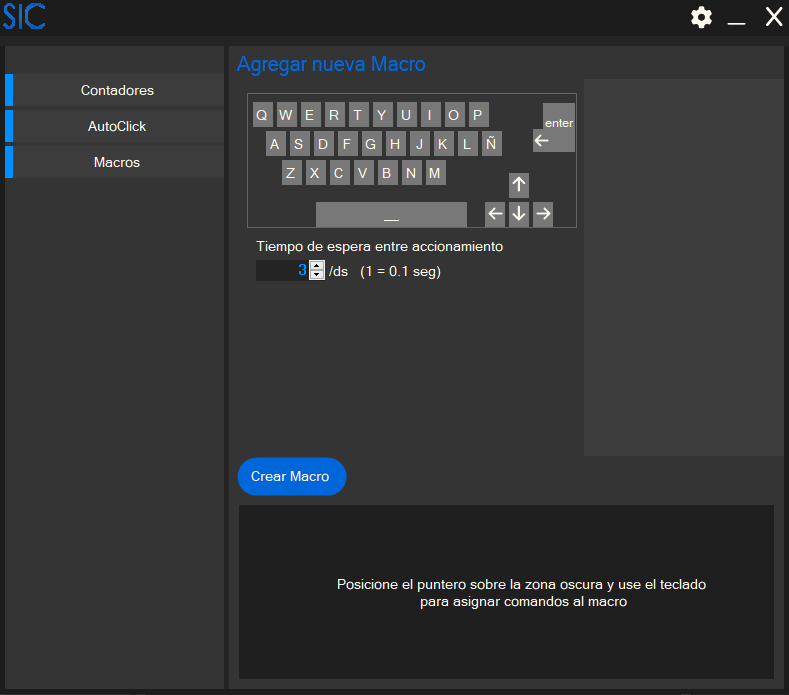 SIC
Contadores
AutoClick
Macros
Agregar nueva Macro
Q W E R T Y U I O P
enter
A S D F G H J K L Ñ
Z X C V B N M
Tiempo de espera entre accionamiento
3 /ds (1 = 0.1 seg)
Crear Macro
Posicione el puntero sobre la zona oscura y use el teclado
para asignar comandos al macro